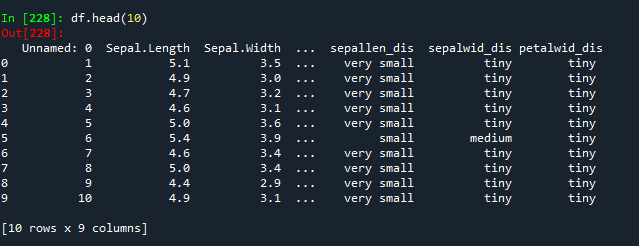 In [228]: df.head(10)
Out[228]:
   Unnamed: 0  Sepal.Length  Sepal.Width  ...  sepallen_dis  sepalwid_dis petalwid_dis
0           1           5.1          3.5  ...    very small          tiny         tiny
1           2           4.9          3.0  ...    very small          tiny         tiny
2           3           4.7          3.2  ...    very small          tiny         tiny
3           4           4.6          3.1  ...    very small          tiny         tiny
4           5           5.0          3.6  ...    very small          tiny         tiny
5           6           5.4          3.9  ...         small        medium         tiny
6           7           4.6          3.4  ...    very small          tiny         tiny
7           8           5.0          3.4  ...    very small          tiny         tiny
8           9           4.4          2.9  ...    very small          tiny         tiny
9          10           4.9          3.1  ...    very small          tiny         tiny
[10 rows x 9 columns]